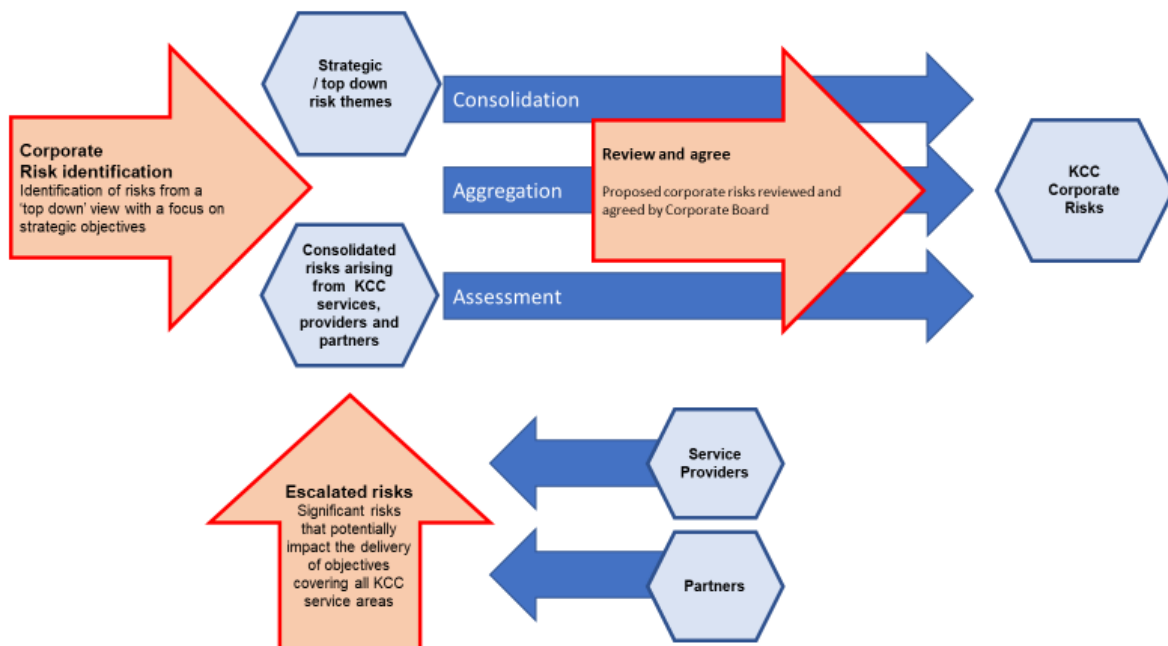 Strategic
/ top down
risk themes
Consolidation
Corporate
Risk identification
Identification of risks from a
'top down' view with a focus on
strategic objectives
Review and agree
Proposed corporate risks reviewed and
agreed by Corporate Board
Aggregation
KCC
Corporate
Risks
Consolidated
risks arising
from KCC
services,
providers and
partners
Assessment
Escalated risks
Significant risks
that potentially
impact the delivery
of objectives
covering all KCC
service areas
Service
Providers
Partners